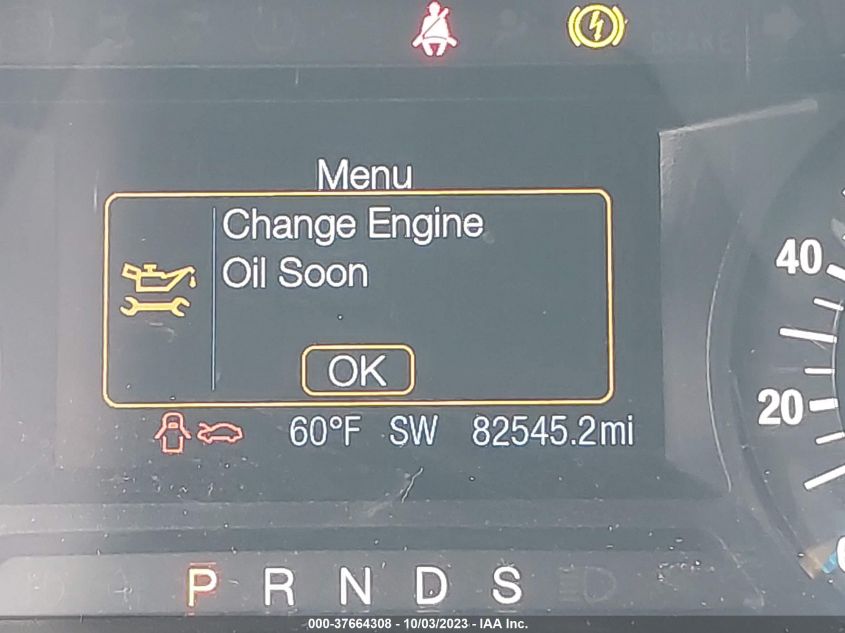 BRAKE
Menu
Change Engine
Oil Soon
OK
60°F SW 82545.2mi
40
20
P R N D S
000-37664308 - 10/03/2023 - IAA Inc.